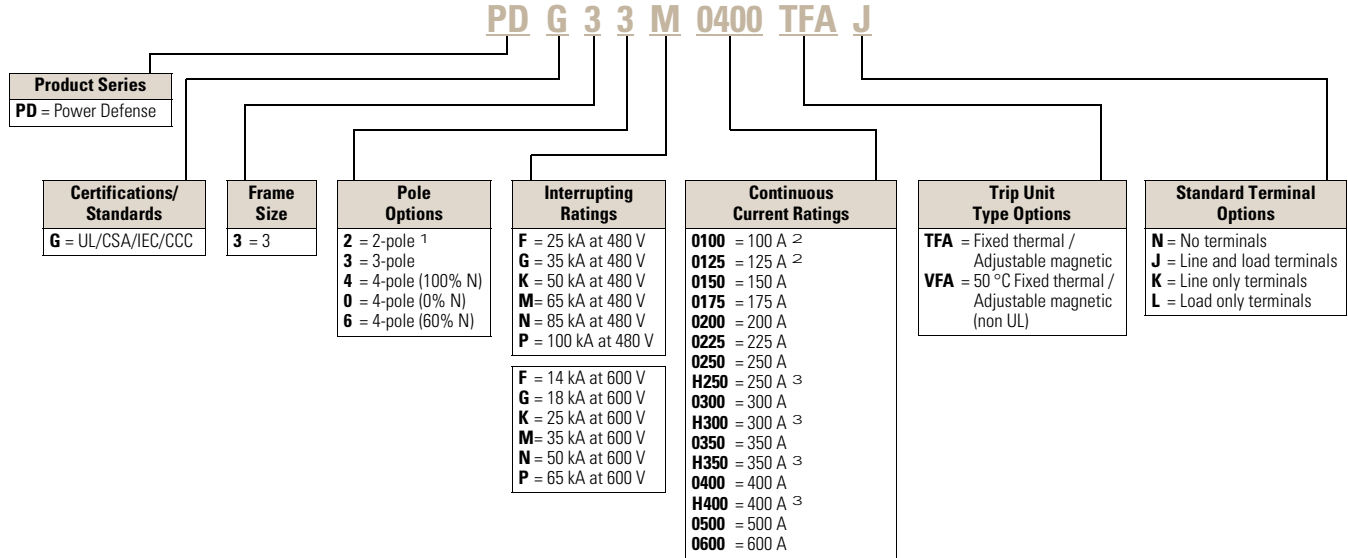 PD G 3 3 M 0400 TFA J
Product Series
PD = Power Defense
Certifications/
Standards
G = UL/CSA/IEC/CCC
Frame
Size
3 = 3
Pole
Options
2 = 2-pole 1
3 = 3-pole
4 = 4-pole (100% N)
0 = 4-pole (0% N)
6 = 4-pole (60% N)
Interrupting
Ratings
F = 25 kA at 480 V
G = 35 kA at 480 V
K = 50 kA at 480 V
M= 65 kA at 480 V
N = 85 kA at 480 V
P = 100 kA at 480 V
F = 14 kA at 600 V
G = 18 kA at 600 V
K = 25 kA at 600 V
M= 35 kA at 600 V
N = 50 kA at 600 V
P = 65 kA at 600 V
Continuous
Current Ratings
0100 = 100 A 2
0125 = 125 A 2
0150 = 150 A
0175 = 175 A
0200 = 200 A
0225 = 225 A
0250 = 250 A
H250 = 250 A 3
0300 = 300 A
H300 = 300 A 3
0350 = 350 A
H350 = 350 A 3
0400 = 400 A
H400 = 400 A 3
0500 = 500 A
0600 = 600 A
Trip Unit
Type Options
TFA = Fixed thermal /
Adjustable magnetic
VFA = 50 °C Fixed thermal /
Adjustable magnetic
(non UL)
Standard Terminal
Options
N = No terminals
J = Line and load terminals
K = Line only terminals
L = Load only terminals